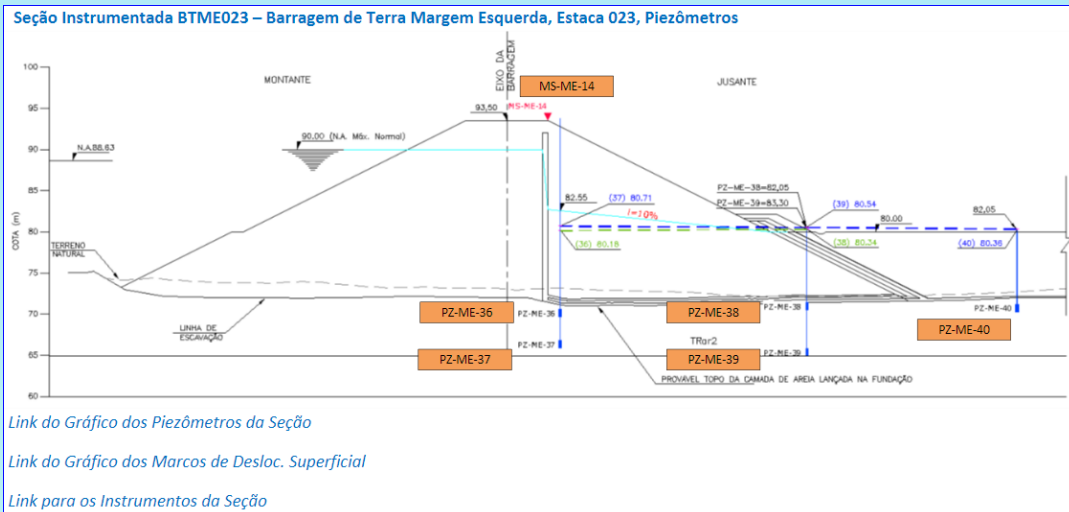 Seção Instrumentada BTME023 – Barragem de Terra Margem Esquerda, Estaca 023, Piezômetros
EIXO DA
BARRAGEM
MONTANTE
JUSANTE
MS-ME-14
MS-ME-14
93,50
90,00 (N.A. Máx. Normal)
N.A.88.63
COTA (m)
100
95
90
85
80
75
70
65
60
82.55
(37) 80.71
i=10%
(36) 80.18
PZ-ME-38=82,05
PZ-ME-39=83,30
(39) 80.54
80.00
(38) 80.34
82,05
(40) 80.36
TERRENO
NATURAL
LINHA DE
ESCAVAÇÃO
PZ-ME-36
PZ-ME-36
PZ-ME-38
PZ-ME-38
PZ-ME-40
PZ-ME-40
PZ-ME-37
PZ-ME-37
TRar2
PZ-ME-39
PZ-ME-39
PROVÁVEL TOPO DA CAMADA DE AREIA LANÇADA NA FUNDAÇÃO
Link do Gráfico dos Piezômetros da Seção
Link do Gráfico dos Marcos de Desloc. Superficial
Link para os Instrumentos da Seção